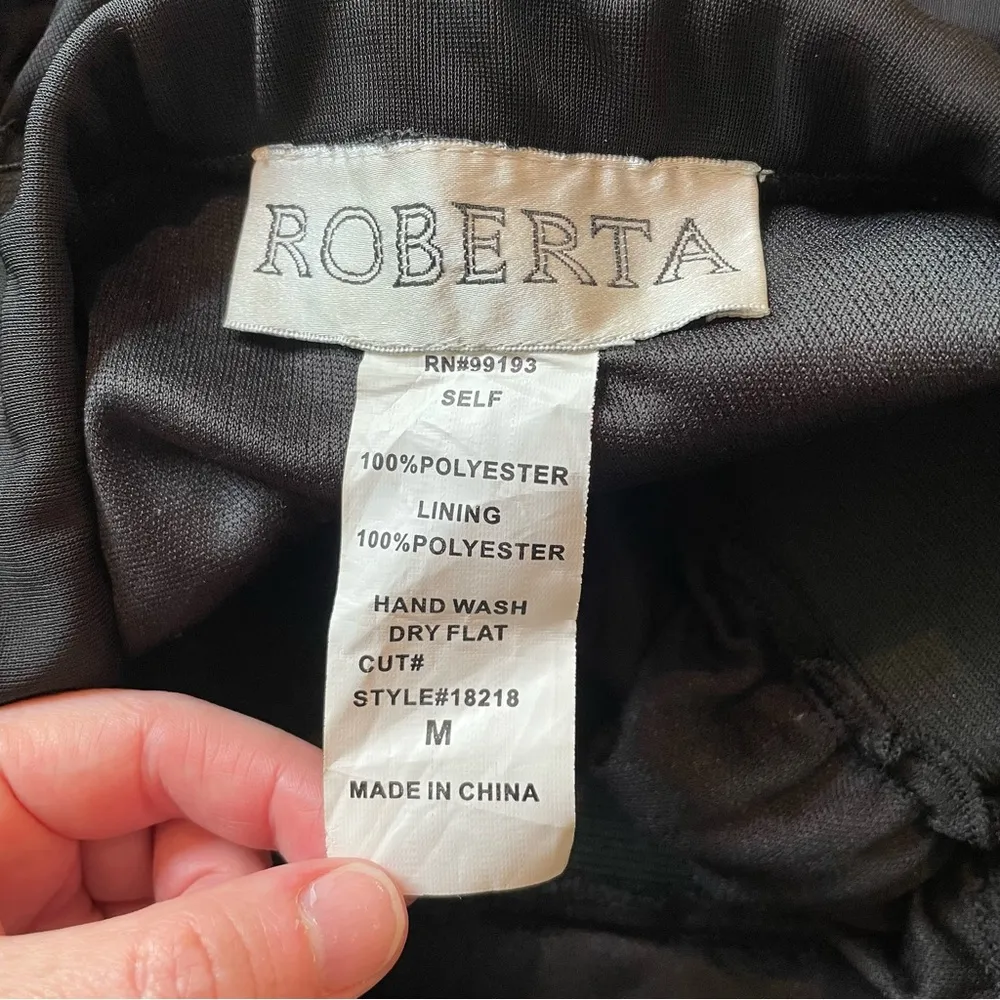 ROBERTA
RN#99193
SELF
100%POLYESTER
LINING
100%POLYESTER
HAND WASH
DRY FLAT
CUT#
STYLE#18218
M
MADE IN CHINA